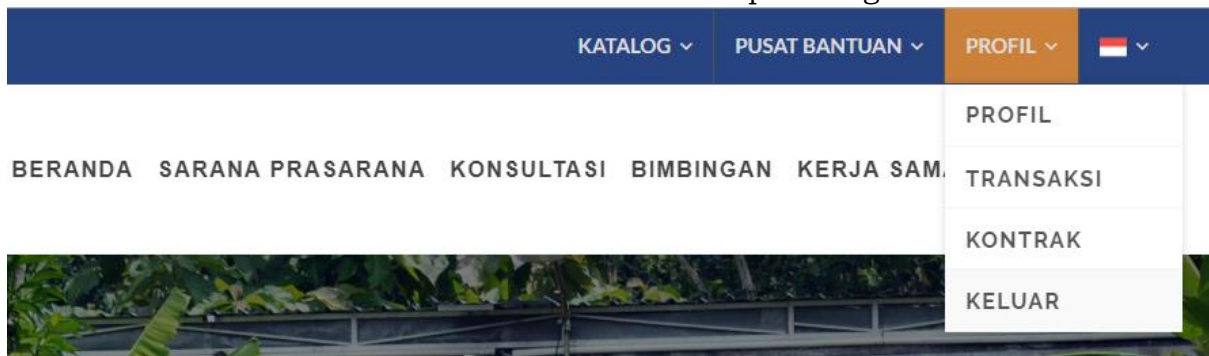 KATALOG PUSAT BANTUAN PROFIL
PROFIL
BERANDA SARANA PRASARANA KONSULTASI BIMBINGAN KERJA SAM
TRANSAKSI
KONTRAK
KELUAR